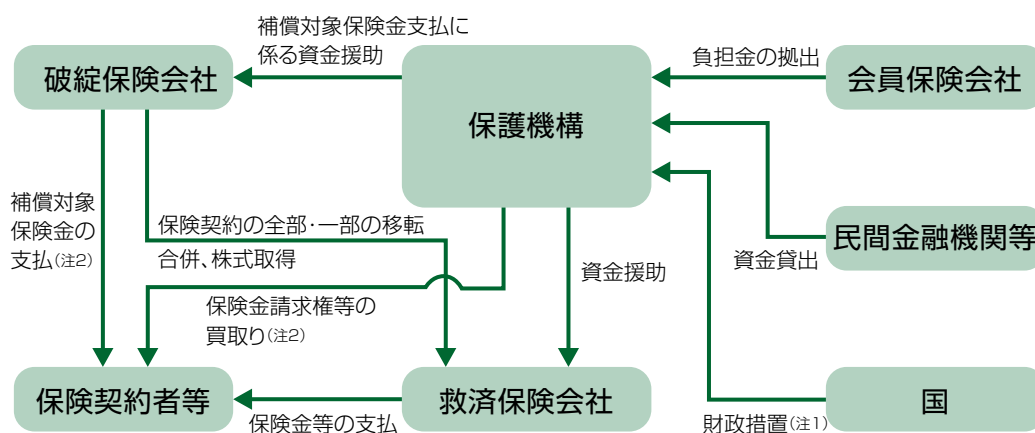 補償対象保険金支払に
係る資金援助
破綻保険会社
保護機構
負担金の拠出
会員保険会社
補償対象
保険金の
支払(注2)
保険契約の全部・一部の移転
合併、株式取得
保険金請求権等の
買取り(注2)
資金援助
資金貸出
民間金融機関等
保険契約者等
保険金等の支払
救済保険会社
財政措置(注1)
国